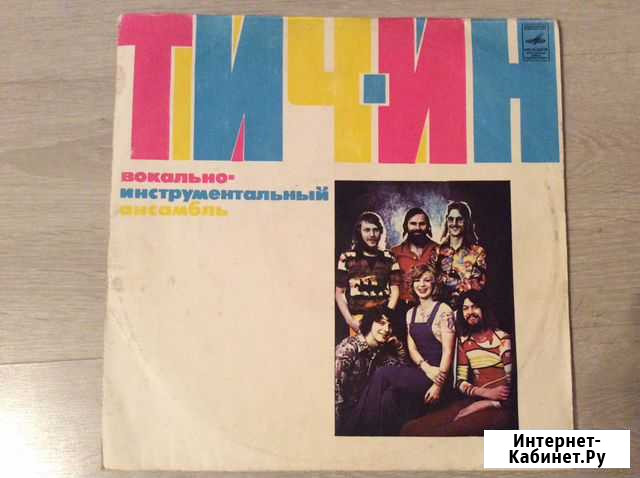 ТИЧ·ИН
вокально-
инструментальный
ансамбль
Интернет-
Кабинет.Ру